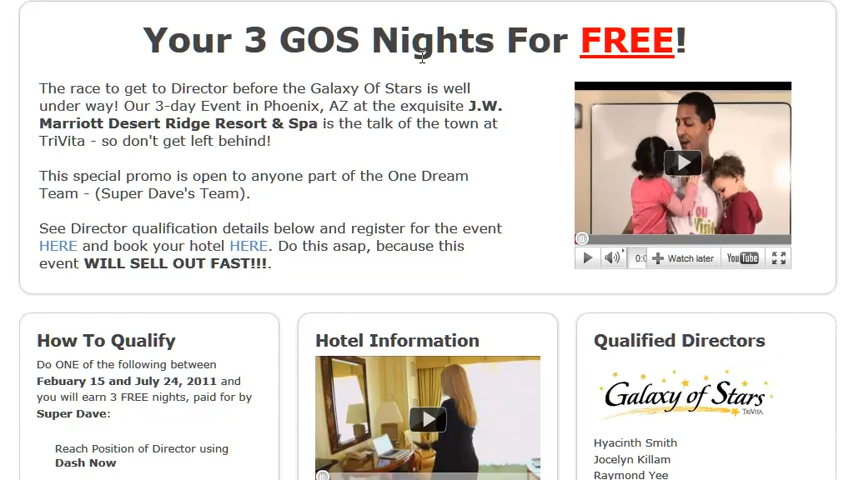 Your 3 GOS Nights For FREE!
The race to get to Director before the Galaxy Of Stars is well
under way! Our 3-day Event in Phoenix, AZ at the exquisite J.W.
Marriott Desert Ridge Resort & Spa is the talk of the town at
TriVita - so don't get left behind!
This special promo is open to anyone part of the One Dream
Team - (Super Dave's Team).
See Director qualification details below and register for the event
HERE and book your hotel HERE. Do this asap, because this
event WILL SELL OUT FAST!!!.
You
Visit
0:0
Watch later
YouTube
How To Qualify
Do ONE of the following between
Febuary 15 and July 24, 2011 and
you will earn 3 FREE nights, paid for by
Super Dave:
Reach Position of Director using
Dash Now
Hotel Information
Qualified Directors
Galaxy of Stars
TRIVITA
Hyacinth Smith
Jocelyn Killam
Raymond Yee